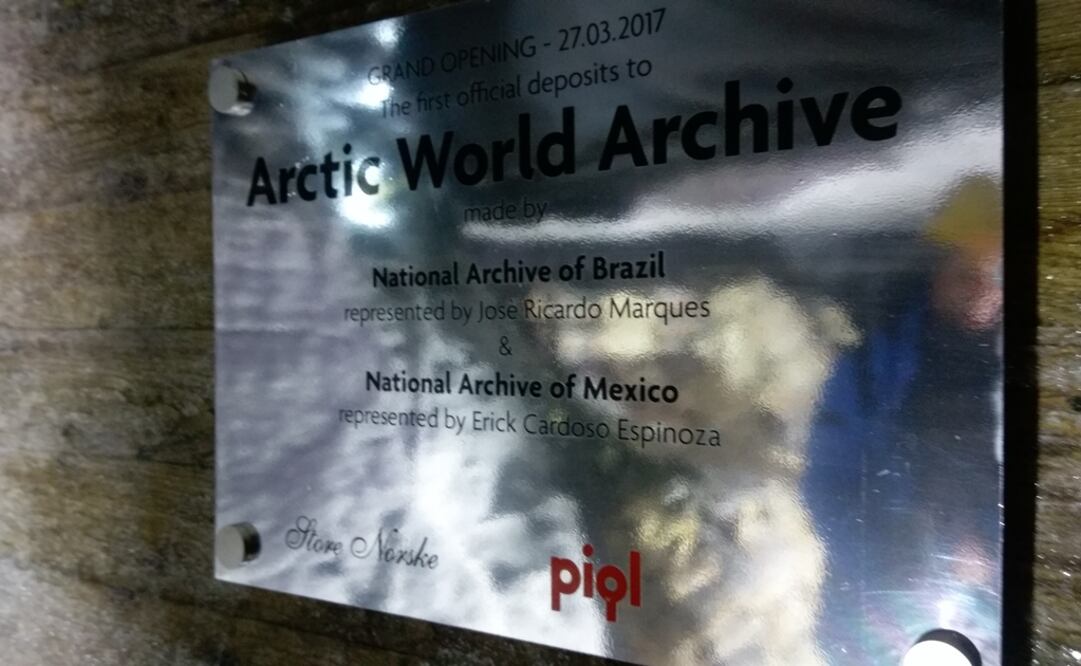 GRAND OPENING - 27.03.2017
The first official deposits to
Arctic World Archive
made by
National Archive of Brazil
represented by José Ricardo Marques
&
National Archive of Mexico
represented by Erick Cardoso Espinoza
Store Norske
piql